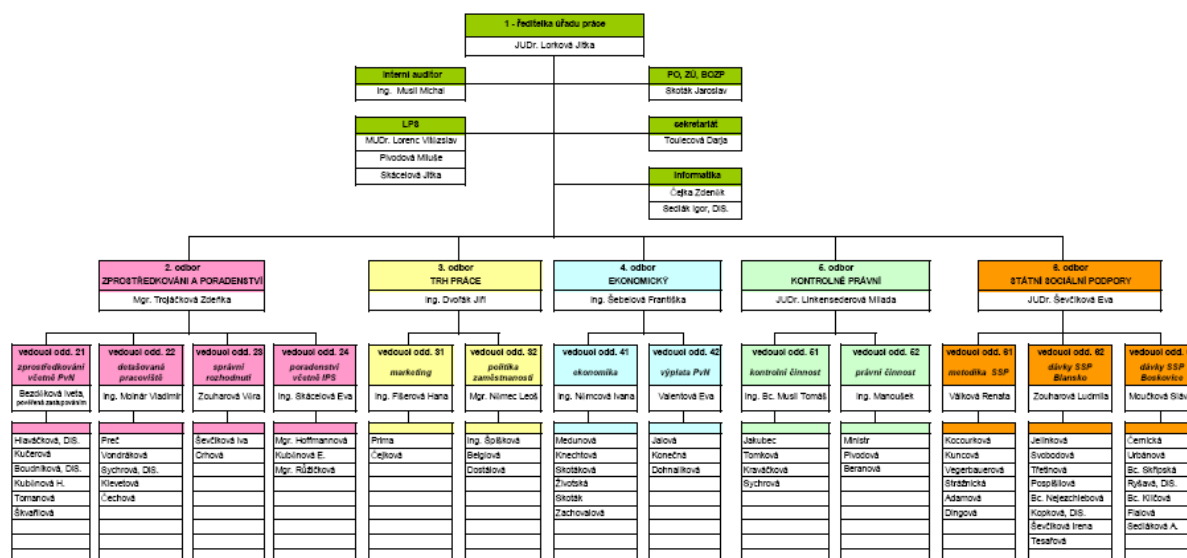 1 - ředitelka úřadu práce
JUDr. Lorková Jitka
Interní auditor
Ing. Musil Michal
PO, ZÚ, BOZP
Skoták Jaroslav
LPS
MUDr. Lorenc Vítězslav
Pivodová Miluše
Skácelová Jitka
sekretariát
Toulecová Darja
Informatika
Čejka Zdeněk
Sedlák Igor, DiS.
2. odbor
ZPROSTŘEDKOVÁNÍ A PORADENSTVÍ
Mgr. Trojáčková Zdeňka
3. odbor
TRH PRÁCE
Ing. Dvořák Jiří
4. odbor
EKONOMICKÝ
Ing. Šebelová Františka
5. odbor
KONTROLNĚ PRÁVNÍ
JUDr. Linkensederová Milada
6. odbor
STÁTNÍ SOCIÁLNÍ PODPORY
JUDr. Ševčíková Eva
vedoucí odd. 21
zprostředkování
včetně PvN
Bezděková Iveta,
pověřená zastupováním
Hlaváčková, DiS.
Kučerová
Boudníková, DiS.
Kubínová H.
Tomanová
Škvařilová
vedoucí odd. 22
detašovaná
pracoviště
Ing. Molnár Vladimír
Preč
Vondráková
Sychrová, DiS.
Klevetová
Čechová
vedoucí odd. 23
správní
rozhodnutí
Zouharová Věra
Ševčíková Iva
Crhová
vedoucí odd. 24
poradenství
včetně IPS
Ing. Skácelová Eva
Mgr. Hoffmannová
Kubínová E.
Mgr. Růžičková
vedoucí odd. 31
marketing
Ing. Fišerová Hana
Prima
Čejková
vedoucí odd. 32
politika
zaměstnanosti
Mgr. Němec Leoš
Ing. Špíšková
Belgiová
Dostálová
vedoucí odd. 41
ekonomika
Ing. Němcová Ivana
Medunová
Knechtová
Skotáková
Životská
Skoták
Zachovalová
vedoucí odd. 42
výplata PvN
Valentová Eva
Jalová
Konečná
Dohnalíková
vedoucí odd. 51
kontrolní činnost
Ing. Bc. Musil Tomáš
Jakubec
Tomková
Kraváčková
Sychrová
vedoucí odd. 52
právní činnost
Ing. Manoušek
Ministr
Pivodová
Beranová
vedoucí odd. 61
metodika SSP
Válková Renata
Kocourková
Kuncová
Vegerbauerová
Strážnická
Adamová
Dingová
vedoucí odd. 62
dávky SSP
Blansko
Zouharová Ludmila
Jelínková
Svobodová
Třetinová
Pospíšilová
Bc. Nejezchlebová
Kopková, DiS.
Ševčíková Irena
Tesařová
vedoucí odd.
dávky SSP
Boskovice
Moučková
Černická
Urbánová
Bc. Skřipská
Ryšavá, DiS.
Bc. Klíčová
Fialová
Sedláková A.